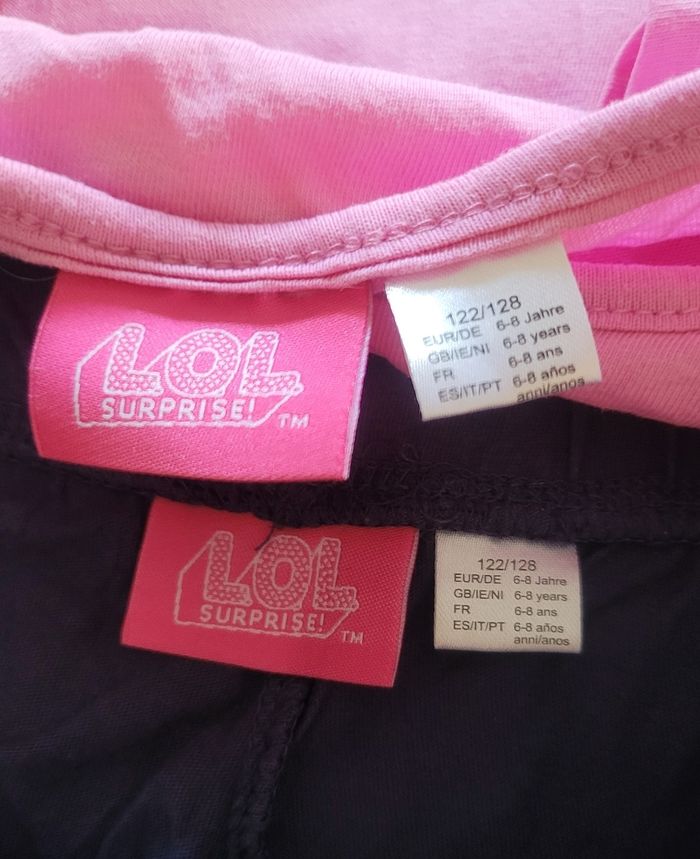 LOL
SURPRISE!
TM
122/128
EUR/DE 6-8 Jahre
GB/IE/NI 6-8 years
FR 6-8 ans
ES/IT/PT 6-8 años
anni/anos
LOL
SURPRISE!
TM
122/128
EUR/DE 6-8 Jahre
GB/IE/NI 6-8 years
FR 6-8 ans
ES/IT/PT 6-8 años
anni/anos